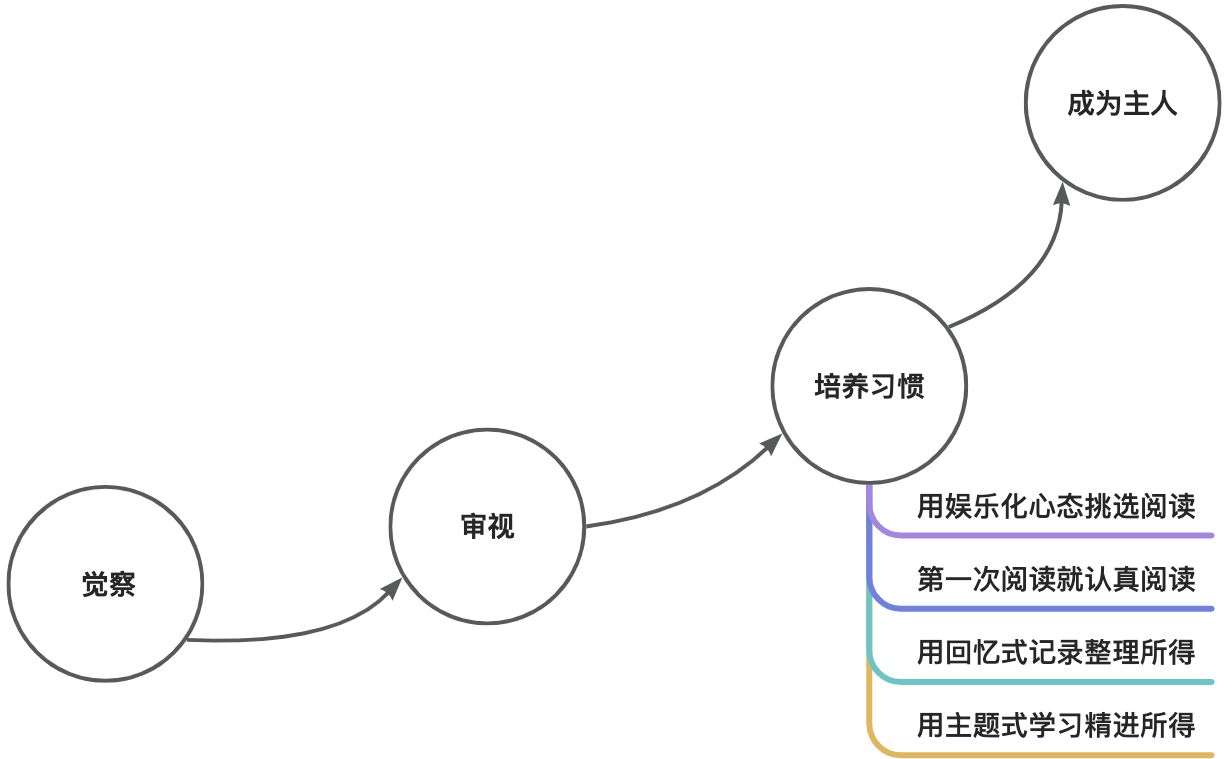 成为主人
培养习惯
用娱乐化心态挑选阅读
审视
第一次阅读就认真阅读
觉察
用回忆式记录整理所得
用主题式学习精进所得